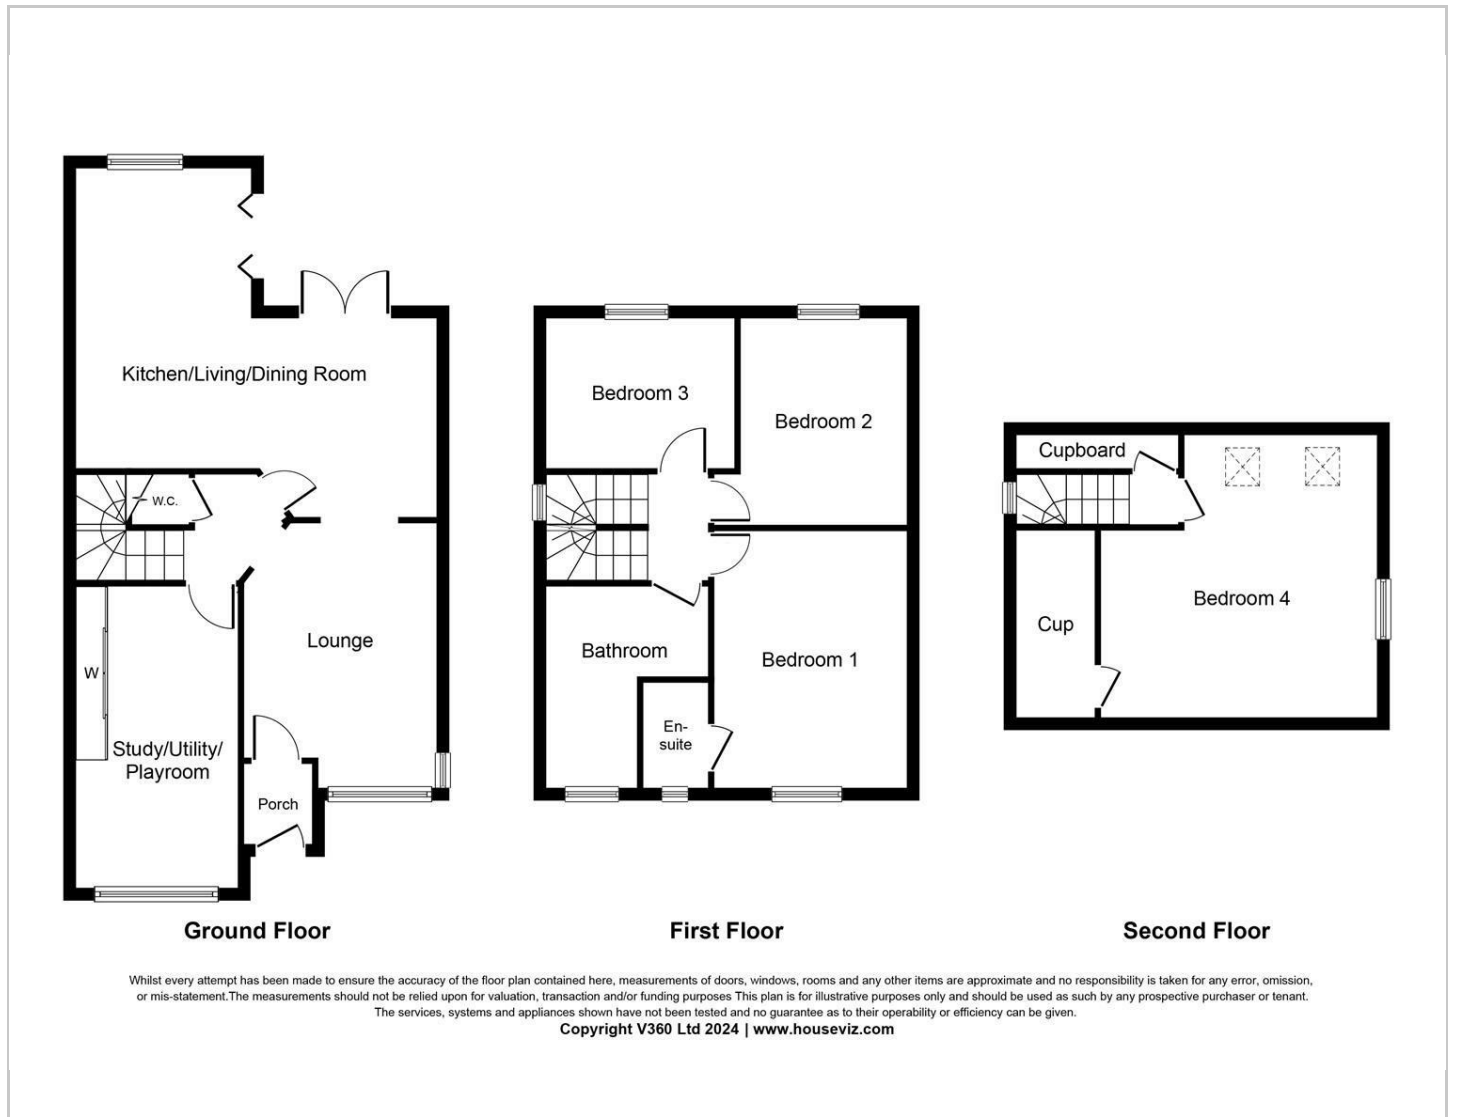 Kitchen/Living/Dining Room
W.C.
Lounge
W
Study/Utility/
Playroom
Porch
Ground Floor
Bedroom 3
Bedroom 2
Bathroom
Bedroom 1
En-
suite
First Floor
Cupboard
Bedroom 4
Cup
Second Floor
Whilst every attempt has been made to ensure the accuracy of the floor plan contained here, measurements of doors, windows, rooms and any other items are approximate and no responsibility is taken for any error, omission,
or mis-statement.The measurements should not be relied upon for valuation, transaction and/or funding purposes This plan is for illustrative purposes only and should be used as such by any prospective purchaser or tenant.
The services, systems and appliances shown have not been tested and no guarantee as to their operability or efficiency can be given.
Copyright V360 Ltd 2024 | www.houseviz.com